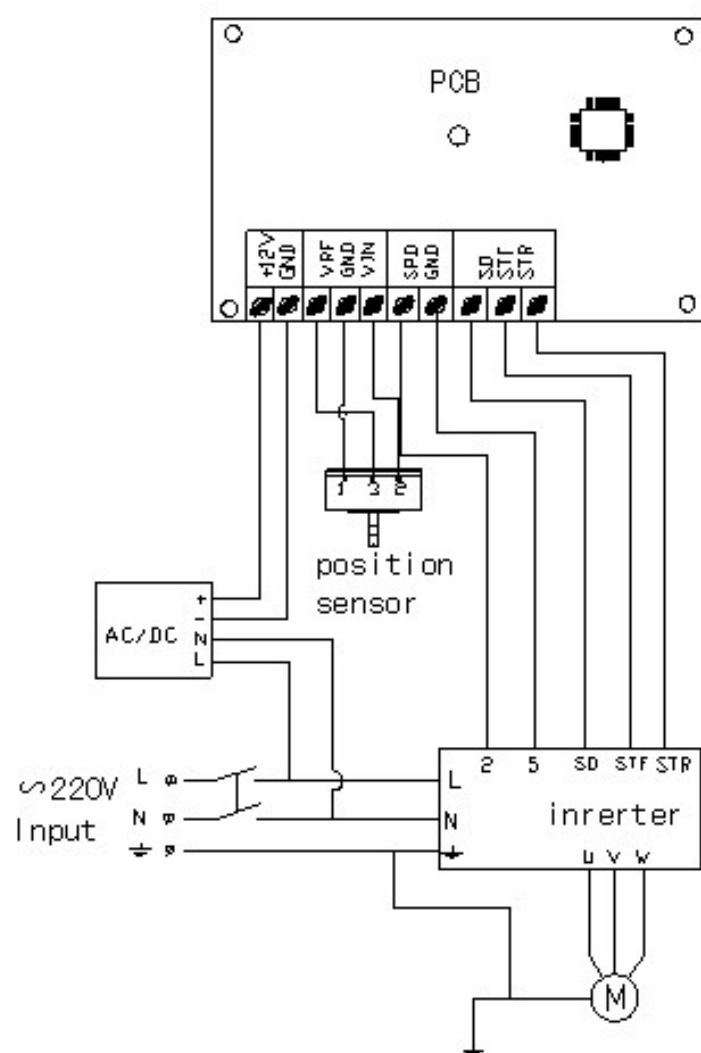 PCB
+12V GND VRF GND VIN SPD GND SD STF STR
1 3 2
position
sensor
+
-
AC/DC N
L
2 5 SD STF STR
∽220V L L
Input N N inrerter
U V W
M